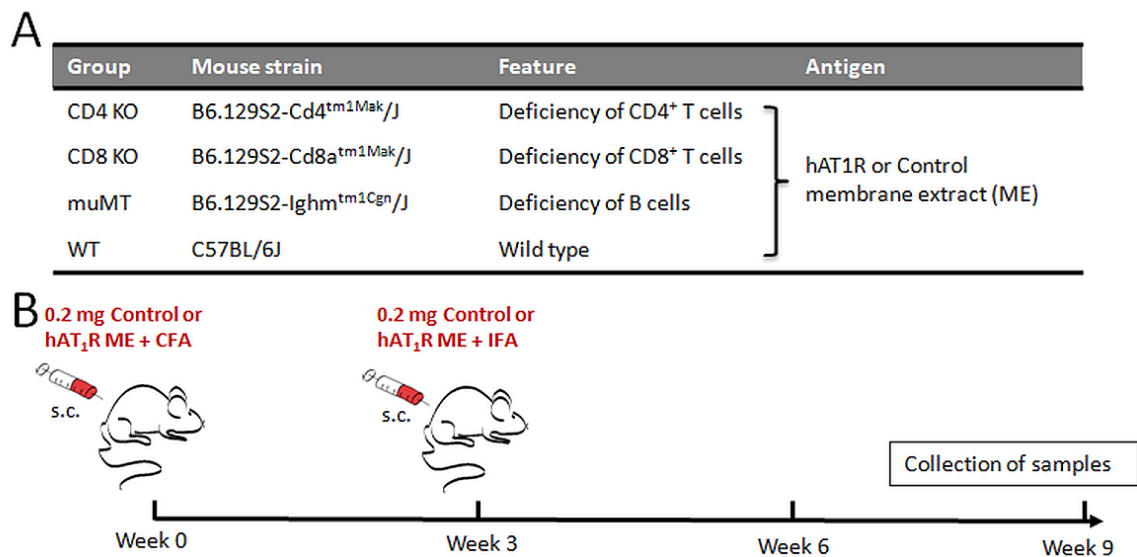 A
Group Mouse strain Feature Antigen
CD4 KO B6.129S2-Cd4tm1Mak/J Deficiency of CD4+ T cells
CD8 KO B6.129S2-Cd8atm1Mak/J Deficiency of CD8+ T cells
muMT B6.129S2-Ighmtm1Cgn/J Deficiency of B cells
WT C57BL/6J Wild type
hAT1R or Control
membrane extract (ME)
B
0.2 mg Control or
hAT1R ME + CFA
s.c.
0.2 mg Control or
hAT1R ME + IFA
s.c.
Collection of samples
Week 0 Week 3 Week 6 Week 9